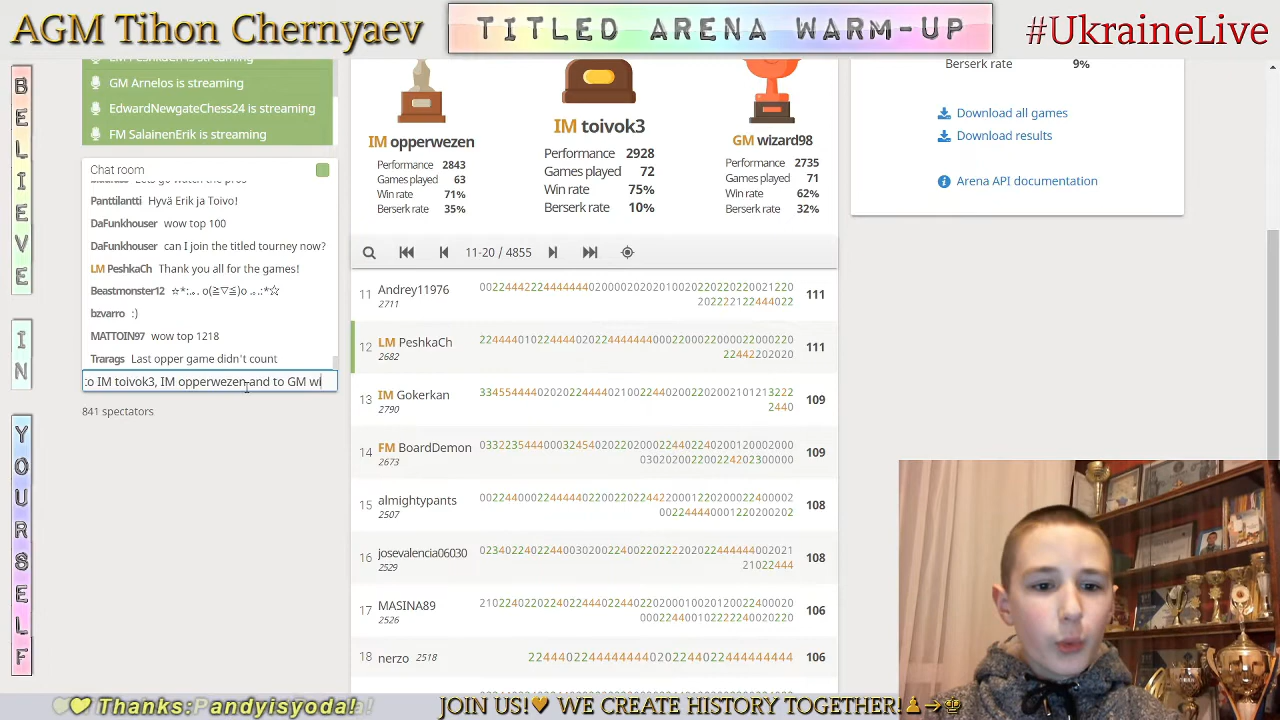 AGM Tihon Chernyaev
TITLED ARENA WARM-UP
#UkraineLive
BELIEVE
IN
YOURSELF
GM Arnelos is streaming
EdwardNewgateChess24 is streaming
FM SalainenErik is streaming
Chat room
Panttilantti Hyvä Erik ja Toivo!
DaFunkhouser wow top 100
DaFunkhouser can I join the titled tourney now?
LM PeshkaCh Thank you all for the games!
Beastmonster12 ☆*:.｡. o(≧▽≦)o .｡.:*☆
bzvarro :)
MATTOIN97 wow top 1218
Trarags Last opper game didn't count
to IM toivok3, IM opperwezen and to GM wi
841 spectators
IM opperwezen
Performance 2843
Games played 63
Win rate 71%
Berserk rate 35%
IM toivok3
Performance 2928
Games played 72
Win rate 75%
Berserk rate 10%
GM wizard98
Performance 2735
Games played 71
Win rate 62%
Berserk rate 32%
11-20 / 4855
11 Andrey11976 111
2711
12 LM PeshkaCh 111
2682
22442202020
13 IM Gokerkan 109
2790
2440
14 FM BoardDemon 109
2673
15 almightypants 108
2507
16 josevalencia06030 108
2529
21022444
17 MASINA89 106
2526
18 nerzo 2518 106
Berserk rate 9%
Download all games
Download results
Arena API documentation
Thanks: Pandyisyoda!
JOIN US! WE CREATE HISTORY TOGETHER!